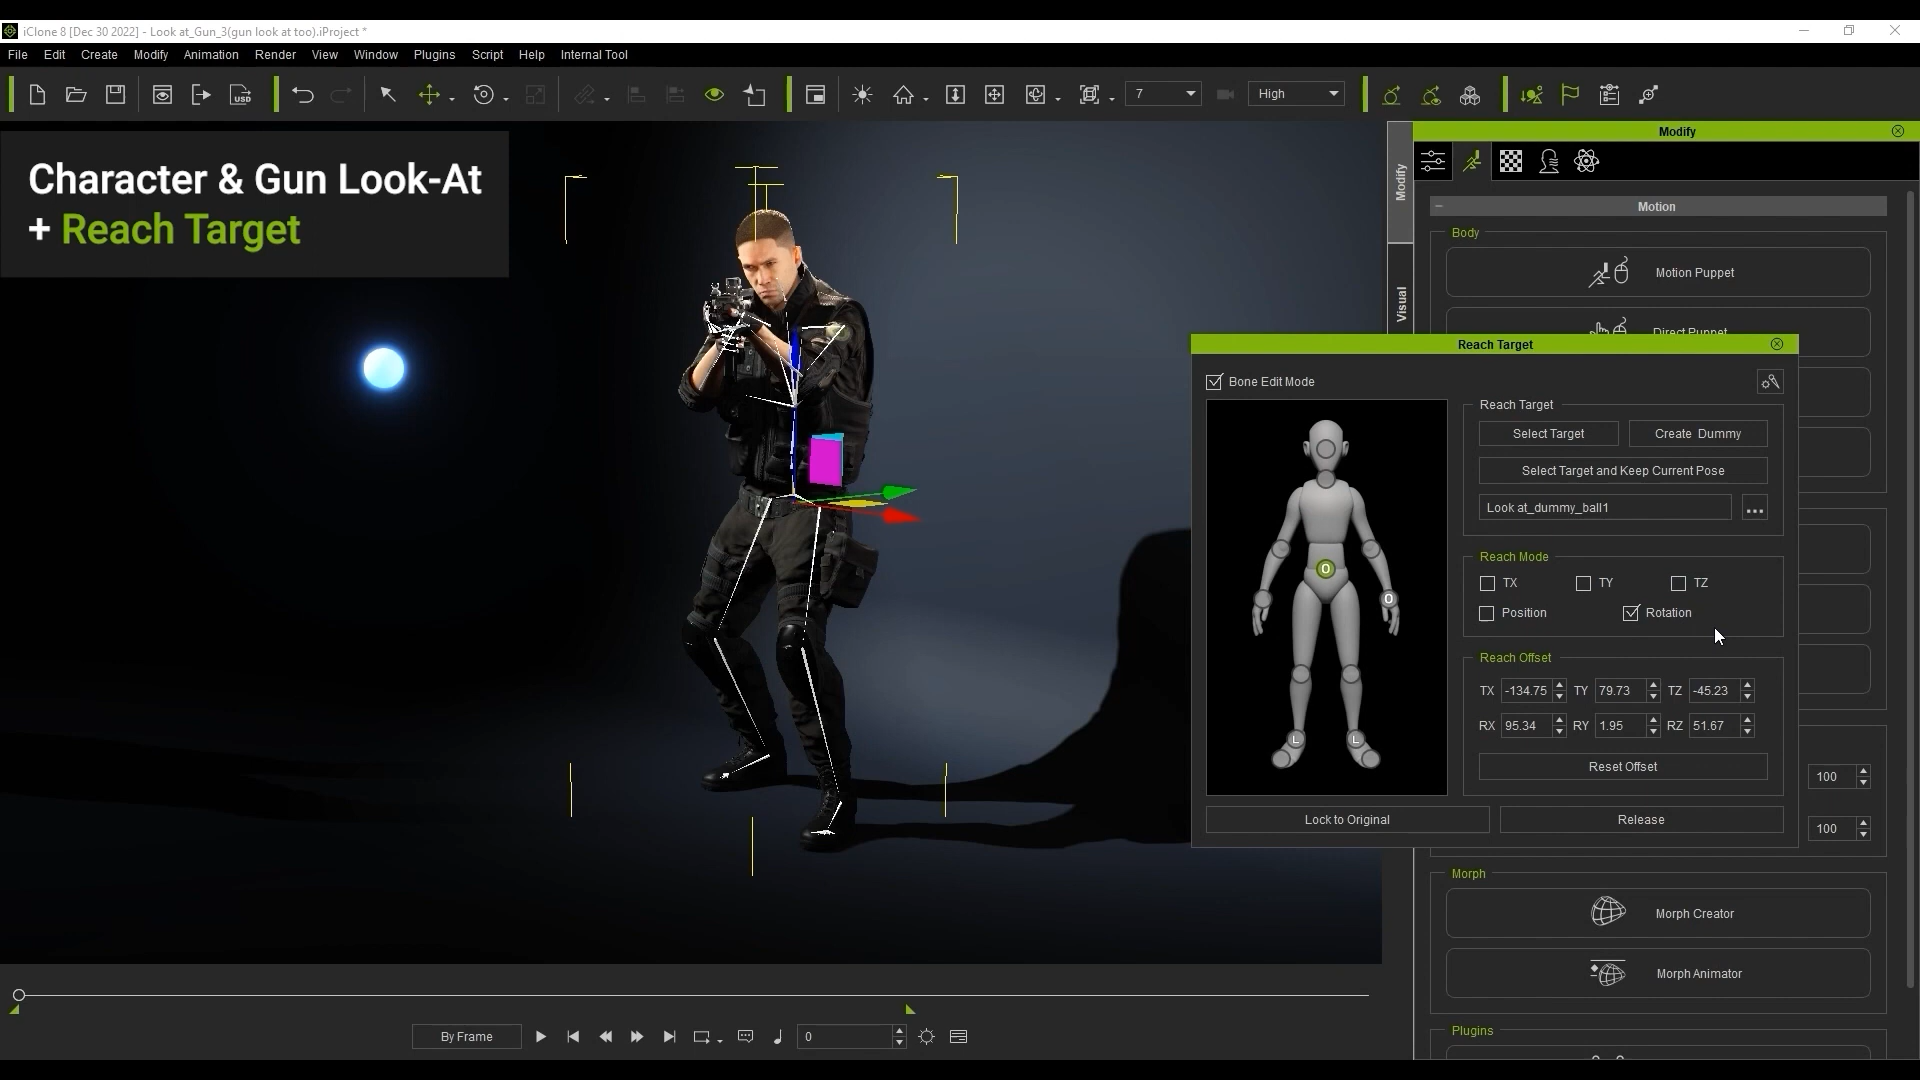 iClone 8 [Dec 30 2022] - Look at_Gun_3(gun look at too).iProject *
File Edit Create Modify Animation Render View Window Plugins Script Help Internal Tool
USD
7
High
Character & Gun Look-At
+ Reach Target
Modify
Visual
Modify
Motion
Body
Motion Puppet
Direct Puppet
Reach Target
Bone Edit Mode
Reach Target
Select Target
Create Dummy
Select Target and Keep Current Pose
Look at_dummy_ball1
...
Reach Mode
TX TY TZ
Position Rotation
Reach Offset
TX -134.75 TY 79.73 TZ -45.23
RX 95.34 RY 1.95 RZ 51.67
Reset Offset
O
O
L L
Lock to Original
Release
100
100
Morph
Morph Creator
Morph Animator
Plugins
By Frame
0